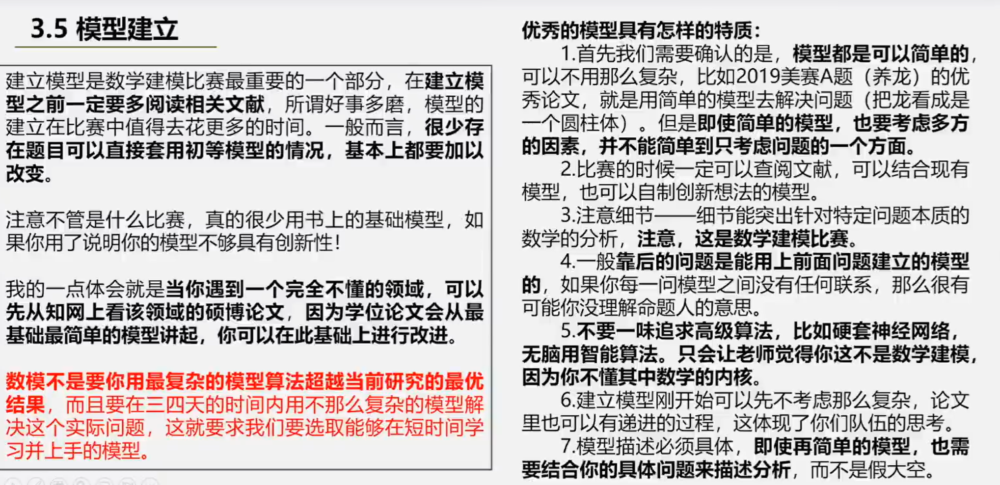 3.5 模型建立
建立模型是数学建模比赛最重要的一个部分，在建立模
型之前一定要多阅读相关文献，所谓好事多磨，模型的
建立在比赛中值得去花更多的时间。一般而言，很少存
在题目可以直接套用初等模型的情况，基本上都要加以
改变。
注意不管是什么比赛，真的很少用书上的基础模型，如
果你用了说明你的模型不够具有创新性！
我的一点体会就是当你遇到一个完全不懂的领域，可以
先从知网上看该领域的硕博论文，因为学位论文会从最
基础最简单的模型讲起，你可以在此基础上进行改进。
数模不是要你用最复杂的模型算法超越当前研究的最优
结果，而且要在三四天的时间内用不那么复杂的模型解
决这个实际问题，这就要求我们要选取能够在短时间学
习并上手的模型。
优秀的模型具有怎样的特质：
1.首先我们需要确认的是，模型都是可以简单的，
可以不用那么复杂，比如2019美赛A题（养龙）的优
秀论文，就是用简单的模型去解决问题（把龙看成是
一个圆柱体）。但是即使简单的模型，也要考虑多方
的因素，并不能简单到只考虑问题的一个方面。
2.比赛的时候一定可以查阅文献，可以结合现有
模型，也可以自制创新想法的模型。
3.注意细节——细节能突出针对特定问题本质的
数学的分析，注意，这是数学建模比赛。
4.一般靠后的问题是能用上前面问题建立的模型
的，如果你每一问模型之间没有任何联系，那么很有
可能你没理解命题人的意思。
5.不要一味追求高级算法，比如硬套神经网络，
无脑用智能算法。只会让老师觉得你这不是数学建模，
因为你不懂其中数学的内核。
6.建立模型刚开始可以先不考虑那么复杂，论文
里也可以有递进的过程，这体现了你们队伍的思考。
7.模型描述必须具体，即使再简单的模型，也需
要结合你的具体问题来描述分析，而不是假大空。